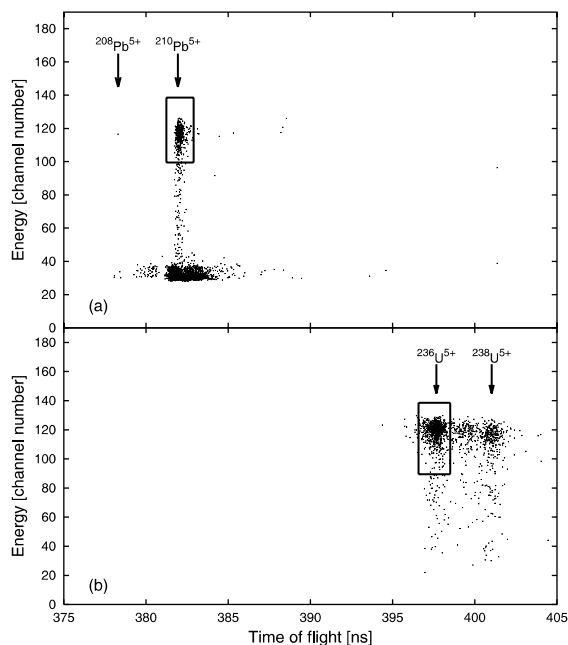 180
160
140
120
100
80
60
40
20
0
Energy [channel number]
²⁰⁸Pb⁵⁺ ²¹⁰Pb⁵⁺
(a)
180
160
140
120
100
80
60
40
20
0
Energy [channel number]
²³⁶U⁵⁺ ²³⁸U⁵⁺
(b)
375 380 385 390 395 400 405
Time of flight [ns]